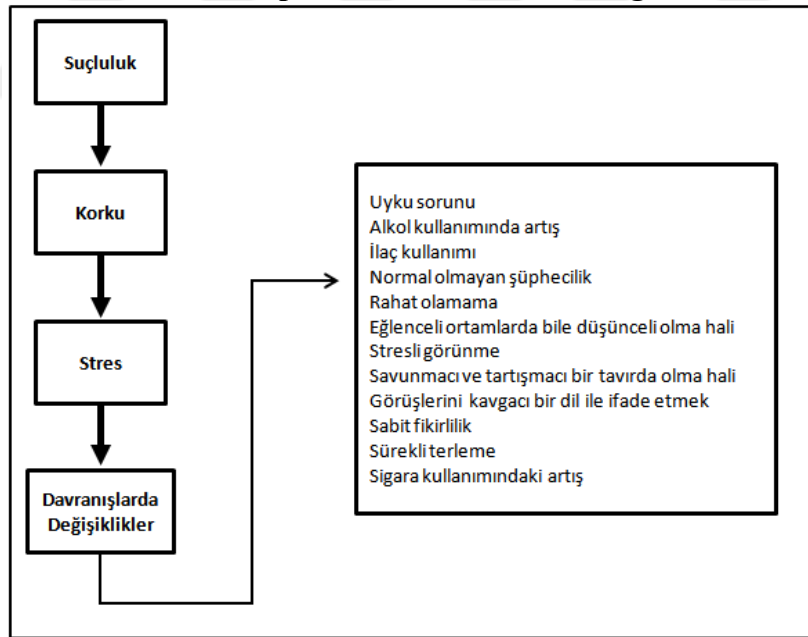 Suçluluk
Korku
Stres
Davranışlarda
Değişiklikler
Uyku sorunu
Alkol kullanımında artış
İlaç kullanımı
Normal olmayan şüphecilik
Rahat olamama
Eğlenceli ortamlarda bile düşünceli olma hali
Stresli görünme
Savunmacı ve tartışmacı bir tavırda olma hali
Görüşlerini kavgacı bir dil ile ifade etmek
Sabit fikirlilik
Sürekli terleme
Sigara kullanımındaki artış